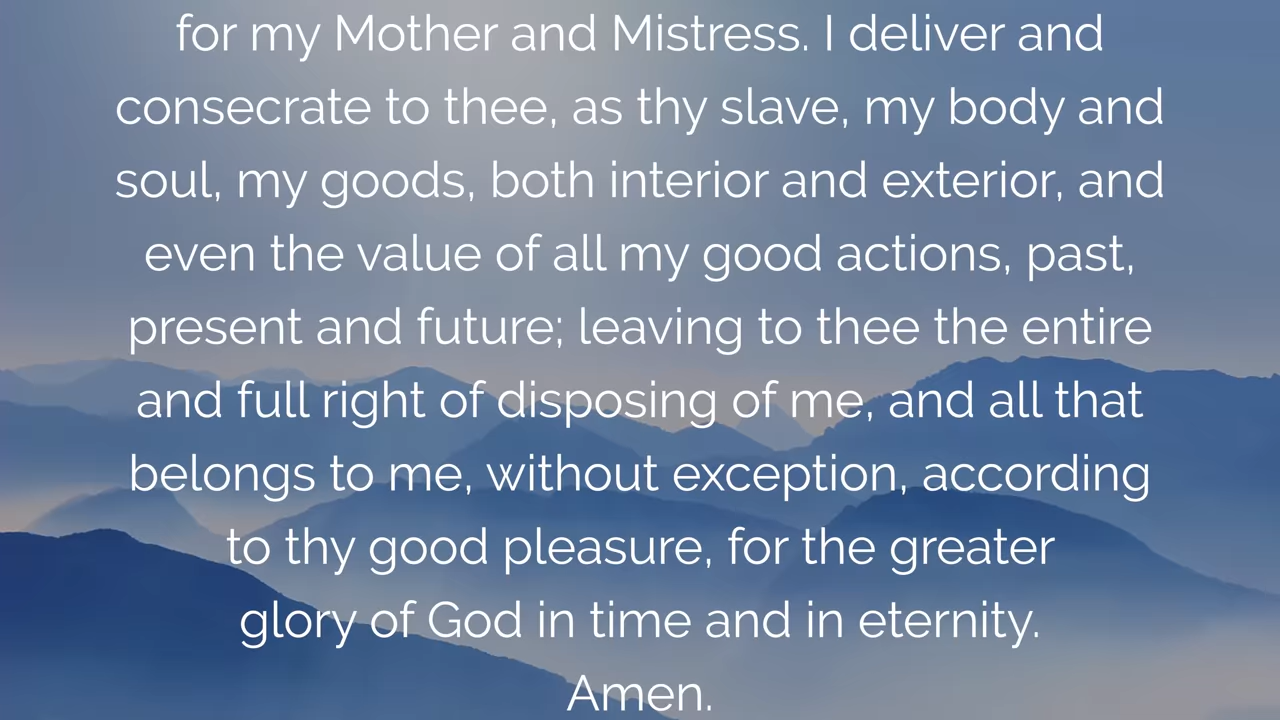 for my Mother and Mistress. I deliver and
consecrate to thee, as thy slave, my body and
soul, my goods, both interior and exterior, and
even the value of all my good actions, past,
present and future; leaving to thee the entire
and full right of disposing of me, and all that
belongs to me, without exception, according
to thy good pleasure, for the greater
glory of God in time and in eternity.
Amen.